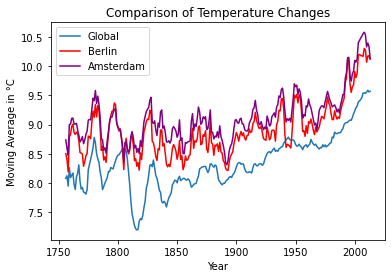 Comparison of Temperature Changes
Global
Berlin
Amsterdam
10.5
10.0
9.5
9.0
8.5
8.0
7.5
Moving Average in °C
1750
1800
1850
1900
1950
2000
Year